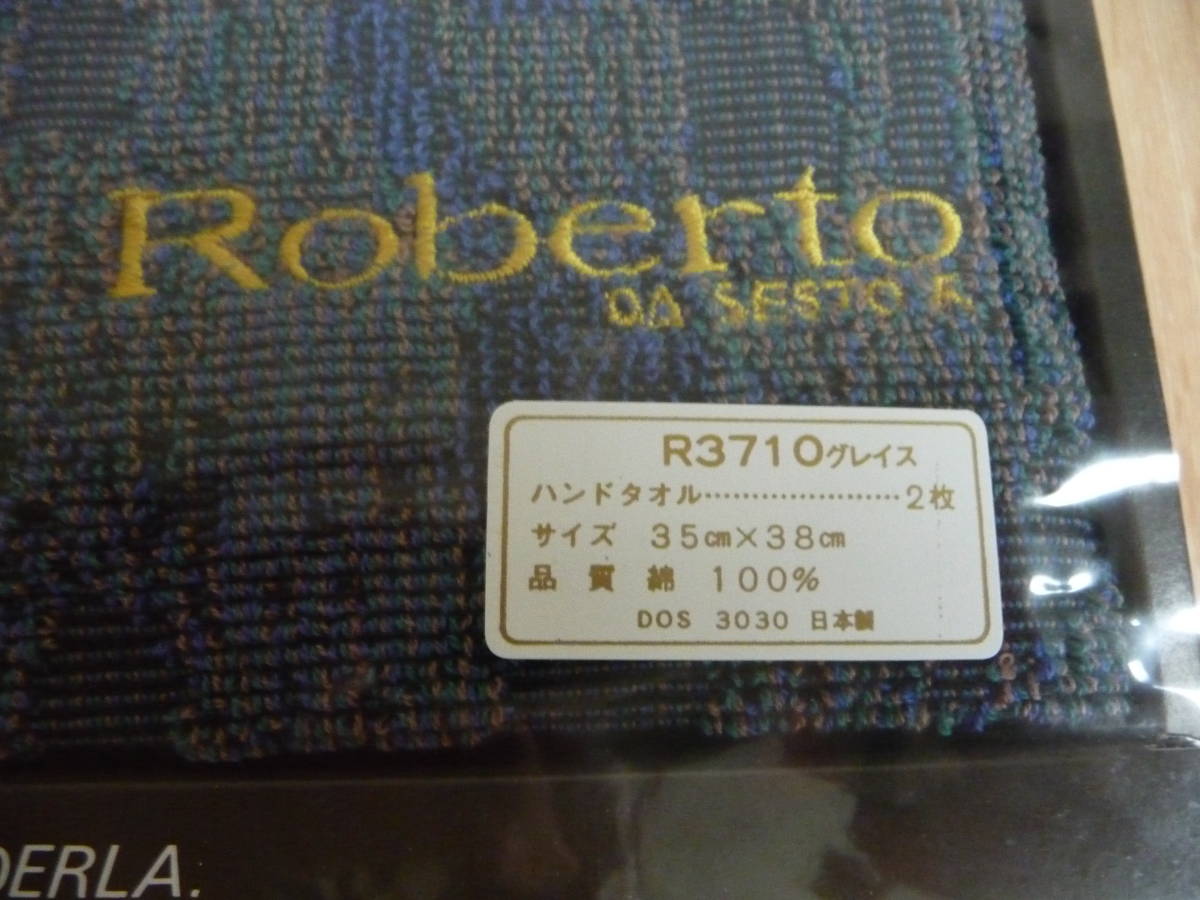 Roberto
DA SESTO F.
R3710グレイス
ハンドタオル……………………2枚
サイズ 35㎝×38㎝
品 質 綿 100%
DOS 3030 日本製
DERLA.